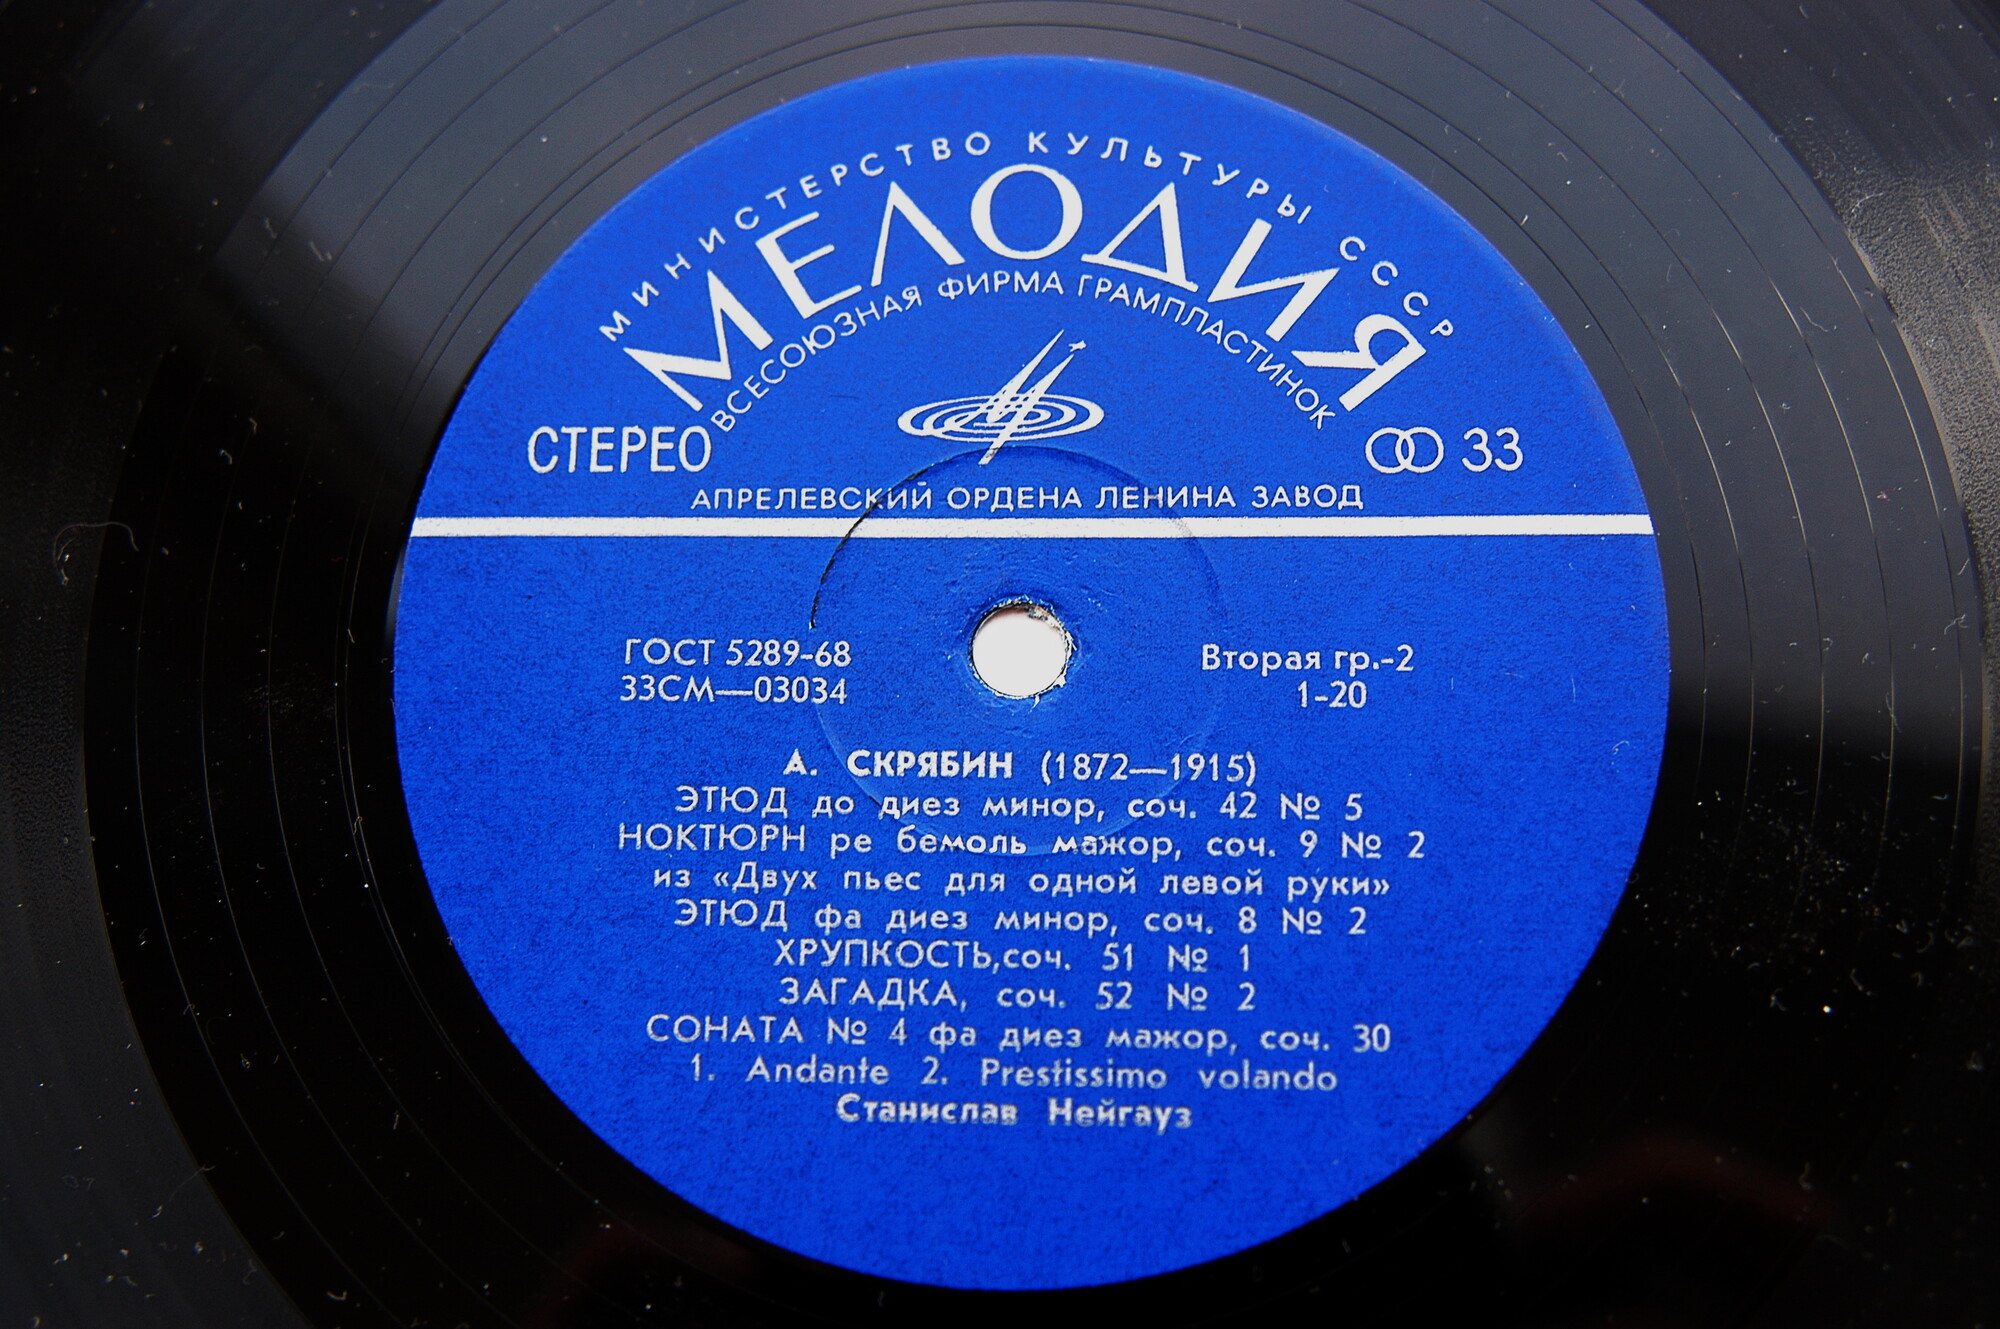 МИНИСТЕРСТВО КУЛЬТУРЫ СССР
МЕЛОДИЯ
ВСЕСОЮЗНАЯ ФИРМА ГРАМПЛАСТИНОК
СТЕРЕО
33
АПРЕЛЕВСКИЙ ОРДЕНА ЛЕНИНА ЗАВОД
ГОСТ 5289-68
33СМ—03034
Вторая гр.-2
1-20
А. СКРЯБИН (1872—1915)
ЭТЮД до диез минор, соч. 42 № 5
НОКТЮРН ре бемоль мажор, соч. 9 № 2
из «Двух пьес для одной левой руки»
ЭТЮД фа диез минор, соч. 8 № 2
ХРУПКОСТЬ,соч. 51 № 1
ЗАГАДКА, соч. 52 № 2
СОНАТА № 4 фа диез мажор, соч. 30
1. Andante 2. Prestissimo volando
Станислав Нейгауз